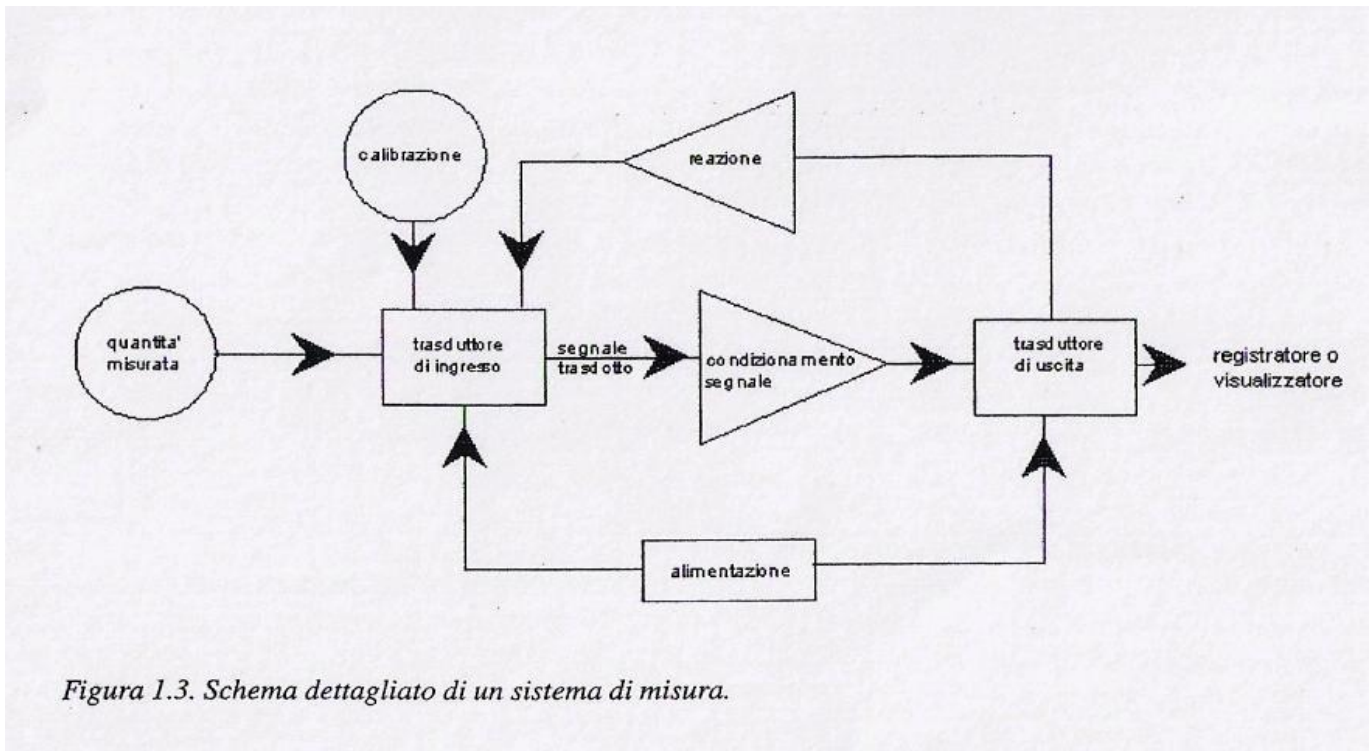 calibrazione
reazione
quantita'
misurata
trasduttore
di ingresso
segnale
trasdotto
condizionamento
segnale
trasduttore
di uscita
registratore o
visualizzatore
alimentazione
Figura 1.3. Schema dettagliato di un sistema di misura.